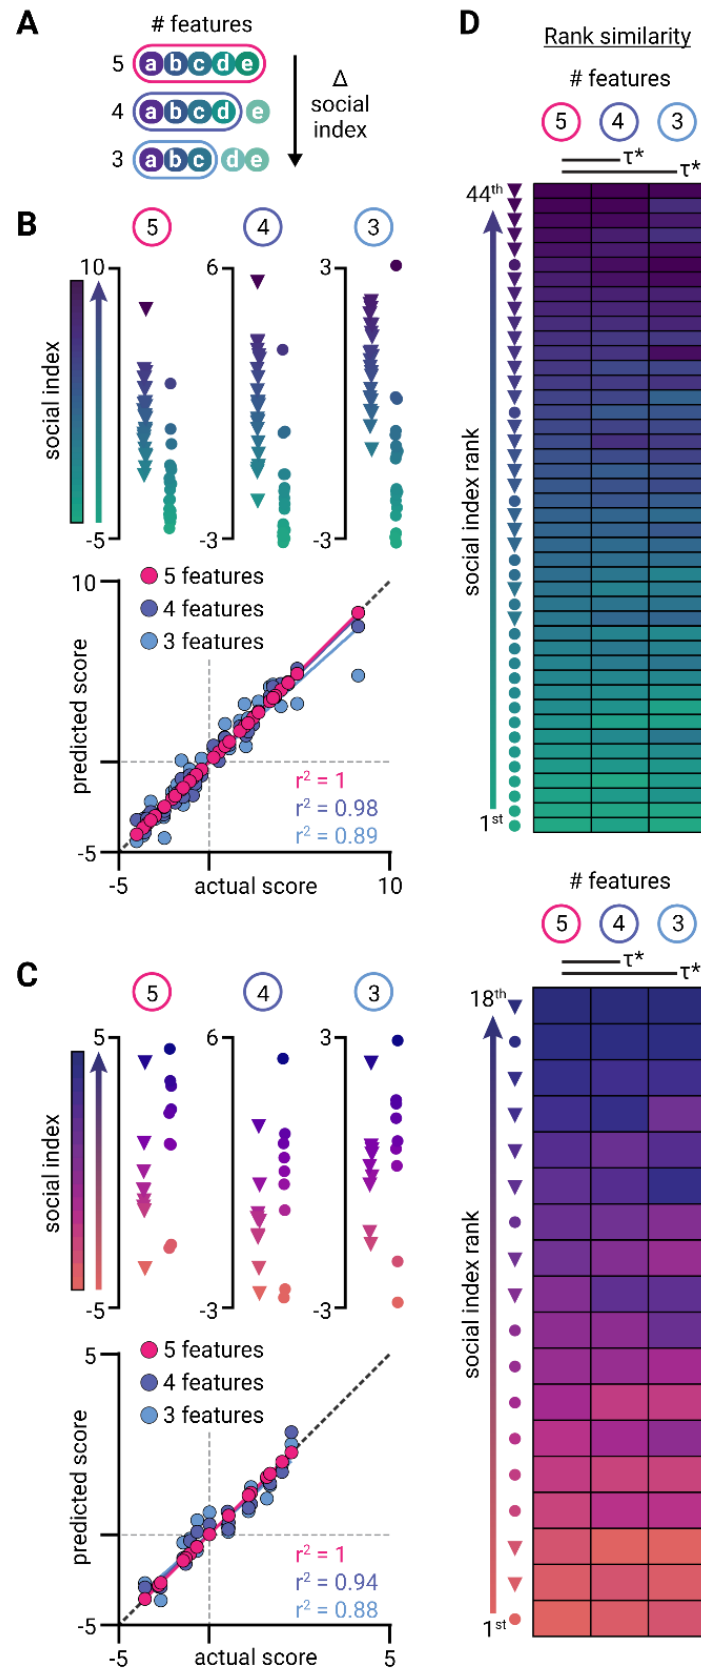 A
# features
5 a b c d e
4 a b c d e
3 a b c d e
Δ
social
index
B
5 4 3
10 6 3
social index
-5 -3 -3
10
5 features
4 features
3 features
predicted score
r² = 1
r² = 0.98
r² = 0.89
-5
-5 actual score 10
C
5 4 3
5 6 3
social index
-5 -3 -3
5
5 features
4 features
3 features
predicted score
r² = 1
r² = 0.94
r² = 0.88
-5
-5 actual score 5
D
Rank similarity
# features
5 4 3
τ*
τ*
44th
social index rank
1st
# features
5 4 3
τ*
τ*
18th
social index rank
1st